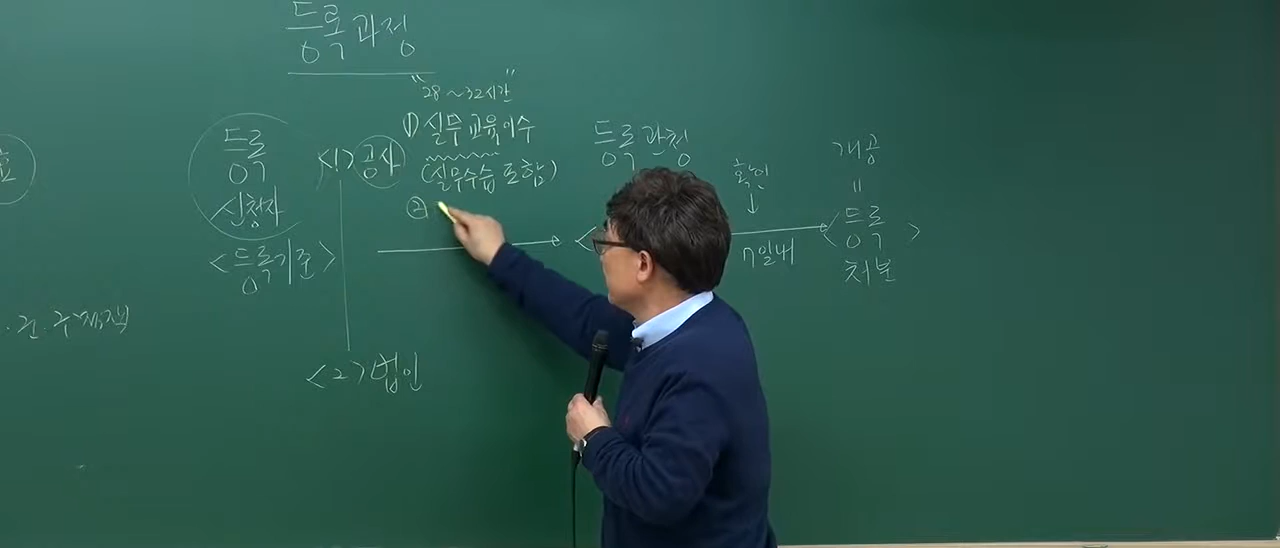 등록과정
"28~32시간"
① 실무교육이수
(실무수습 포함)
②
등록
신청자
<등록기준>
<1> 공사
<2> 법인
등록관청
확인
7일내
개공
=
<등록
처분>